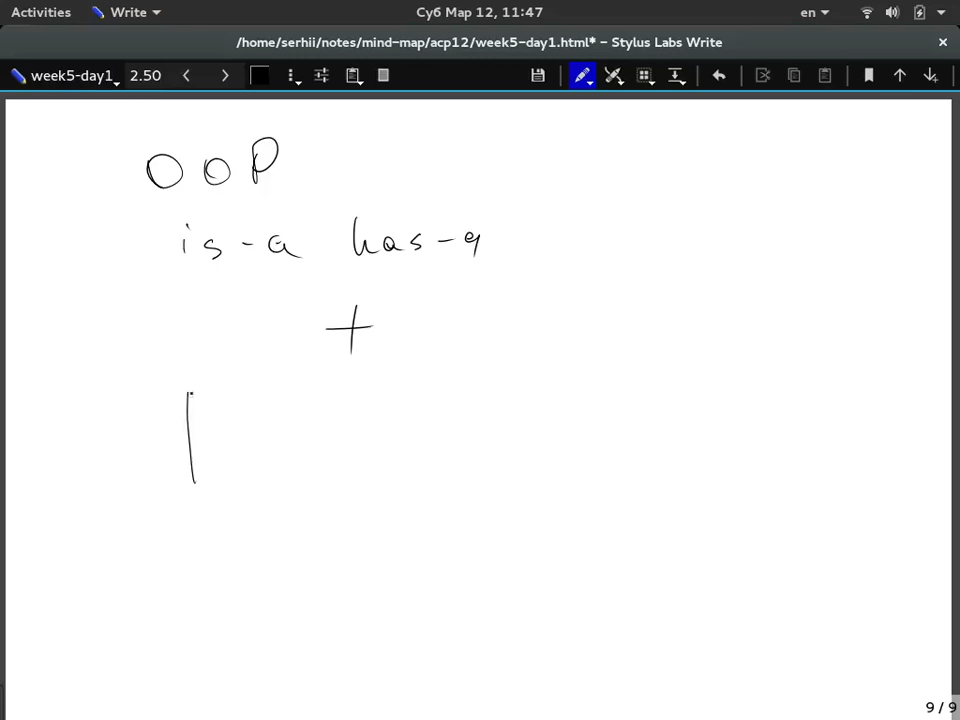 Activities Write Суб Мар 12, 11:47 en
/home/serhii/notes/mind-map/acp12/week5-day1.html* – Stylus Labs Write
week5-day1 2.50
OOP
is-a has-a
+
9 / 9